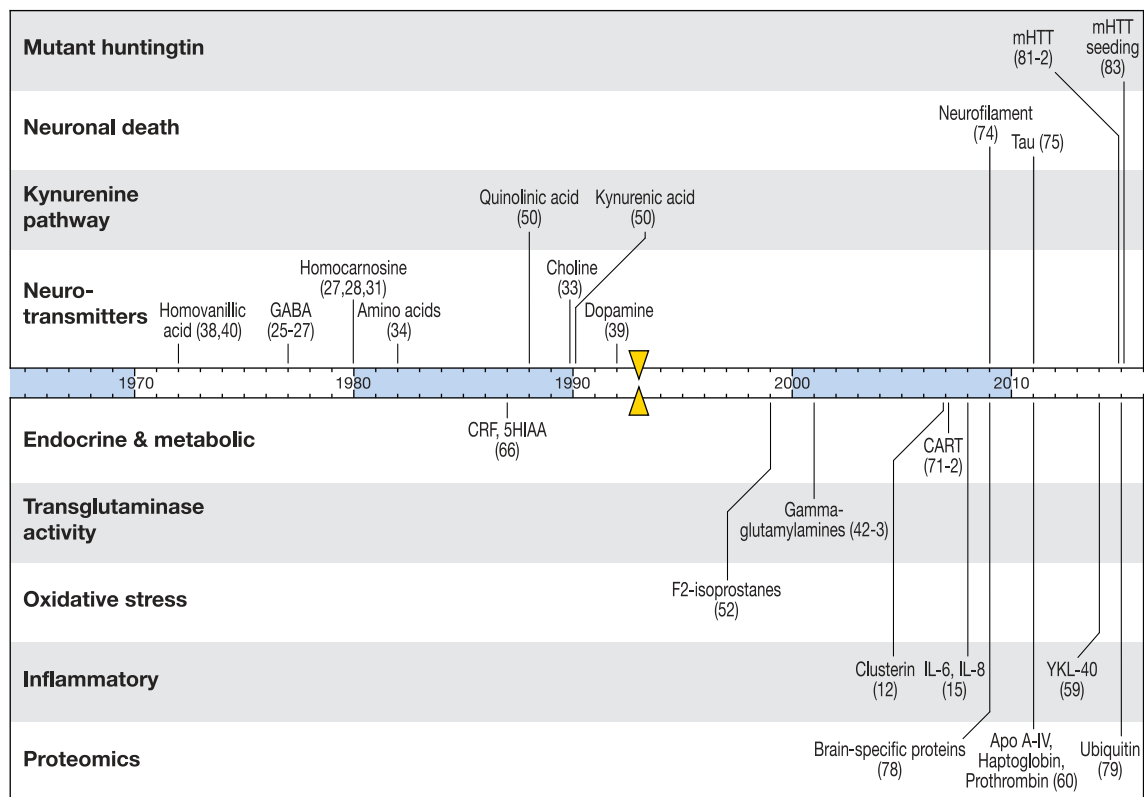 Mutant huntingtin
mHTT
(81-2)
mHTT
seeding
(83)
Neuronal death
Neurofilament
(74)
Tau (75)
Kynurenine
pathway
Quinolinic acid
(50)
Kynurenic acid
(50)
Neuro-
transmitters
Homovanillic
acid (38,40)
GABA
(25-27)
Homocarnosine
(27,28,31)
Amino acids
(34)
Choline
(33)
Dopamine
(39)
1970 1980 1990 2000 2010
Endocrine & metabolic
CRF, 5HIAA
(66)
CART
(71-2)
Transglutaminase
activity
Gamma-
glutamylamines (42-3)
Oxidative stress
F2-isoprostanes
(52)
Inflammatory
Clusterin
(12)
IL-6, IL-8
(15)
YKL-40
(59)
Proteomics
Brain-specific proteins
(78)
Apo A-IV,
Haptoglobin,
Prothrombin (60)
Ubiquitin
(79)